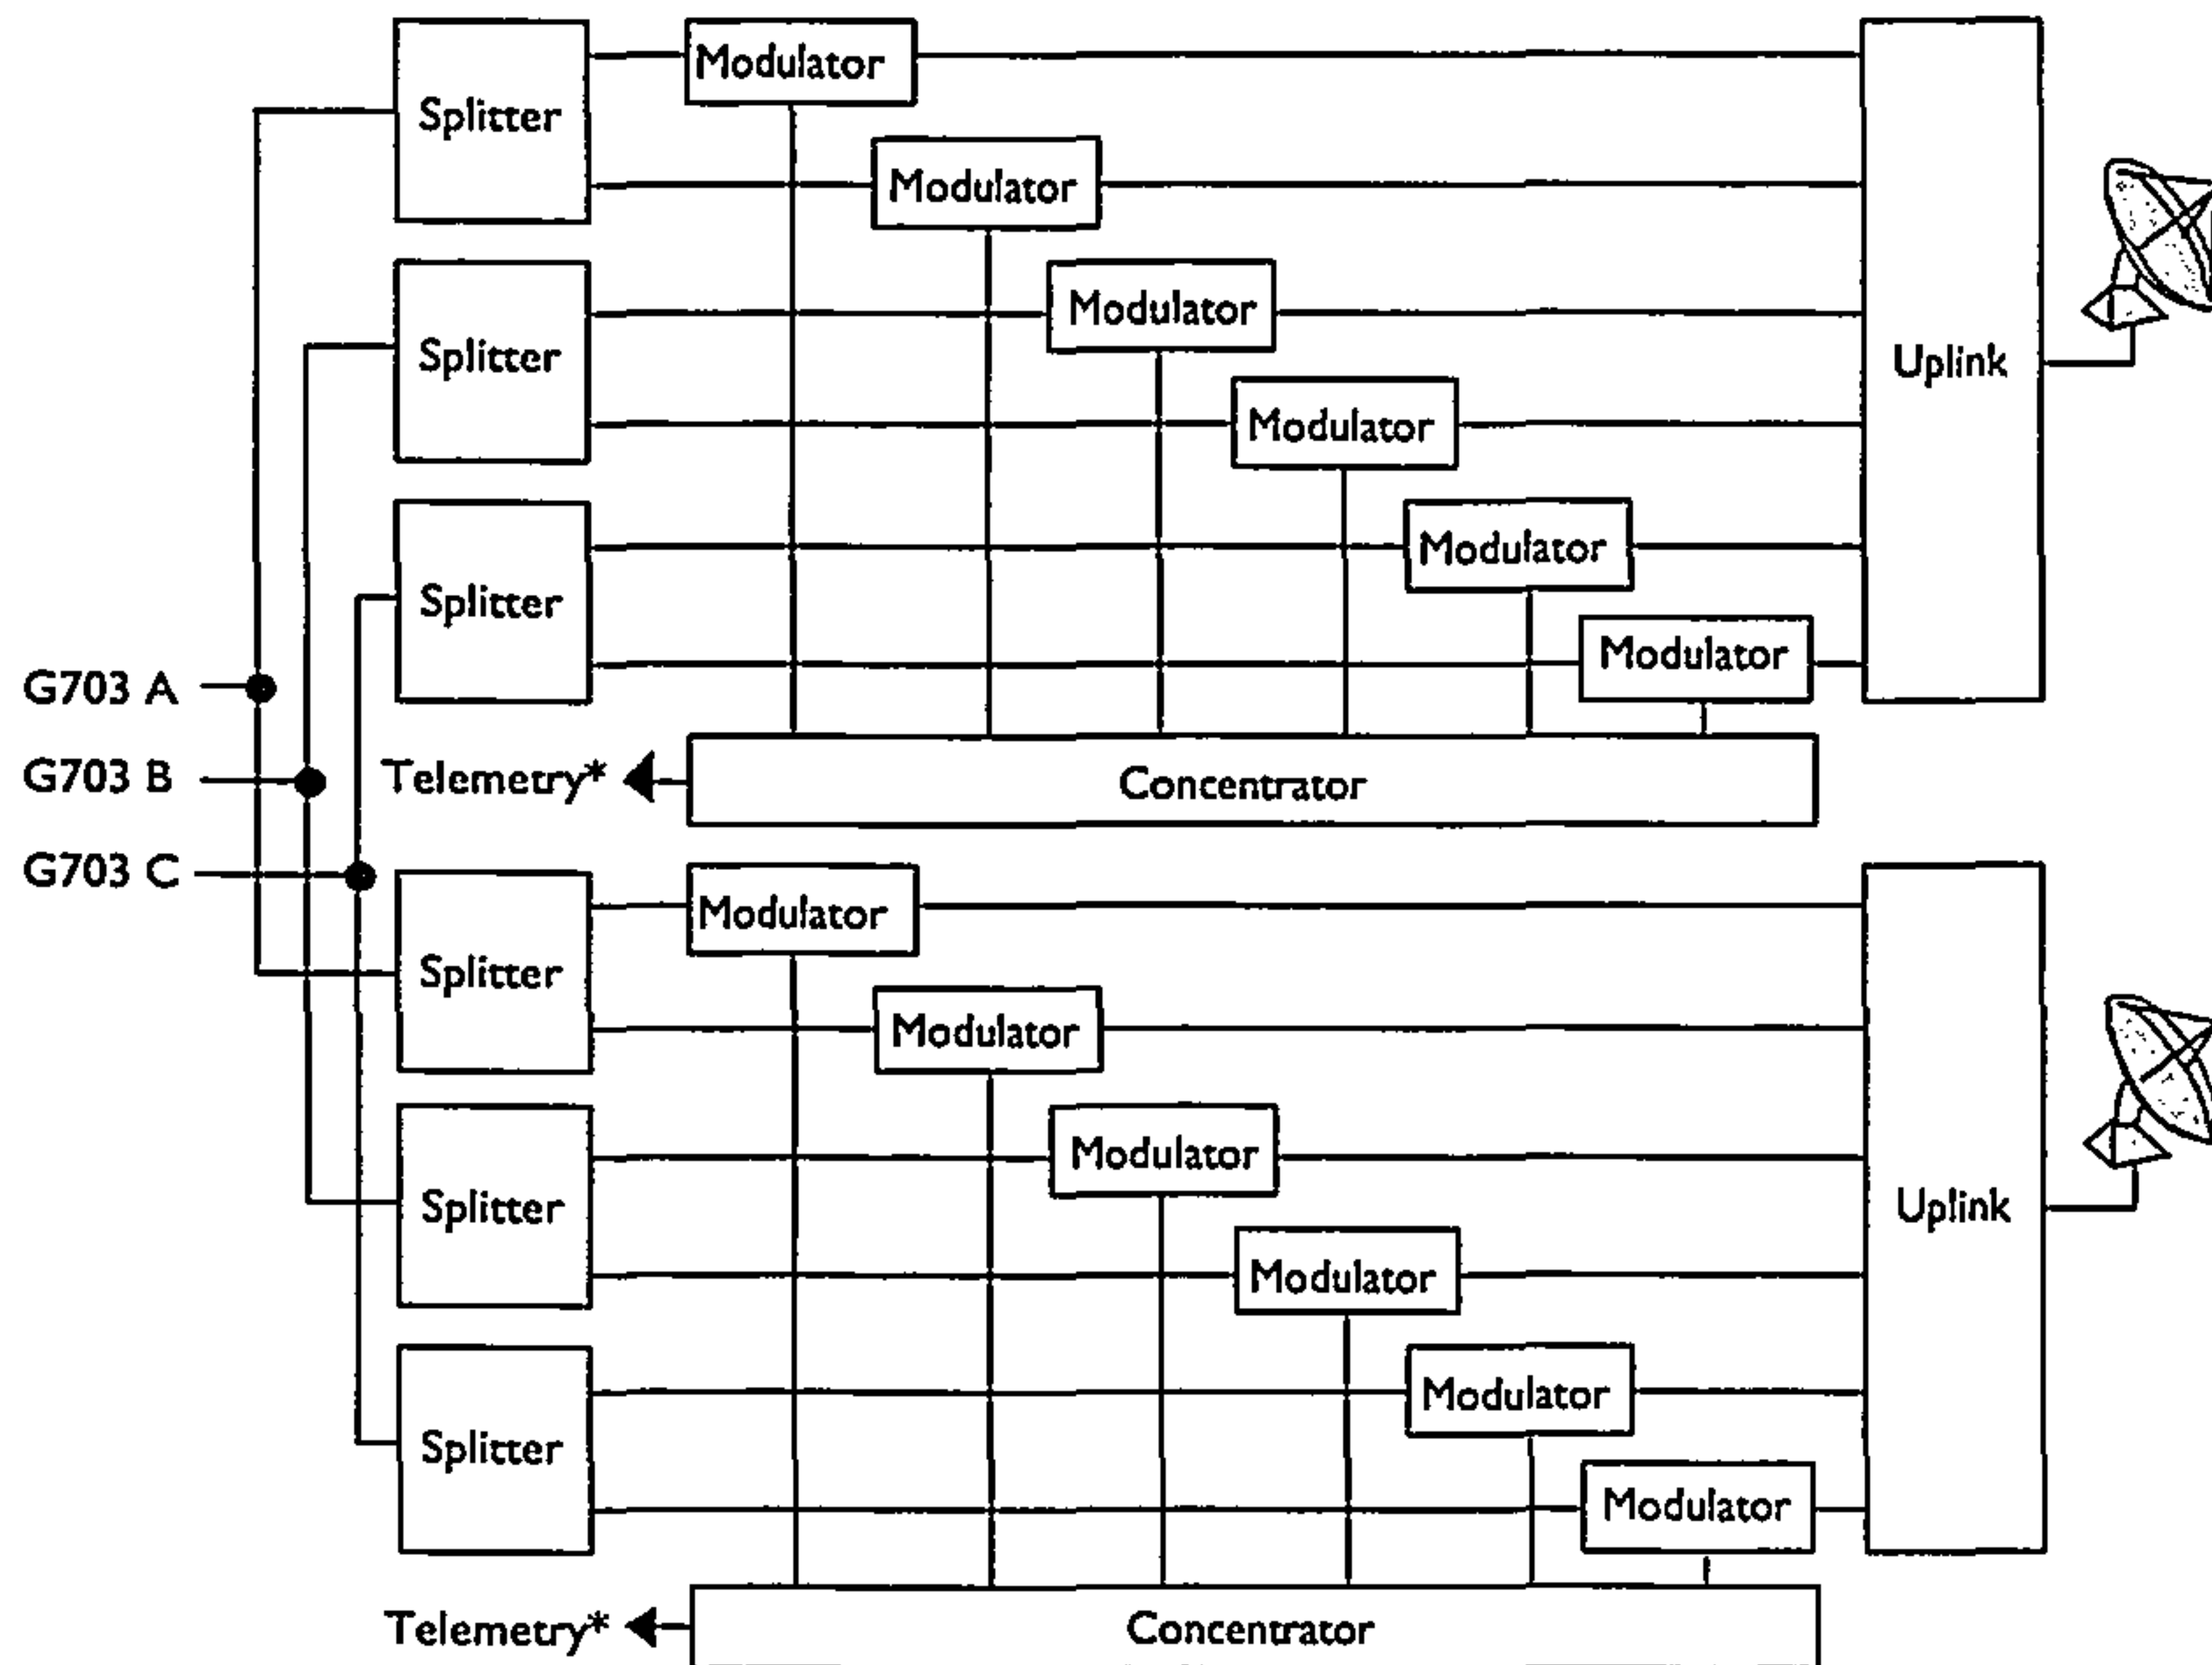 Modulator
Splitter
Modulator
Modulator
Splitter
Uplink
Modulator
Modulator
Splitter
Modulator
G703 A
G703 B
Telemetry*
Concentrator
G703 C
Modulator
Splitter
Modulator
Modulator
Splitter
Uplink
Modulator
Modulator
Splitter
Modulator
Telemetry*
Concentrator